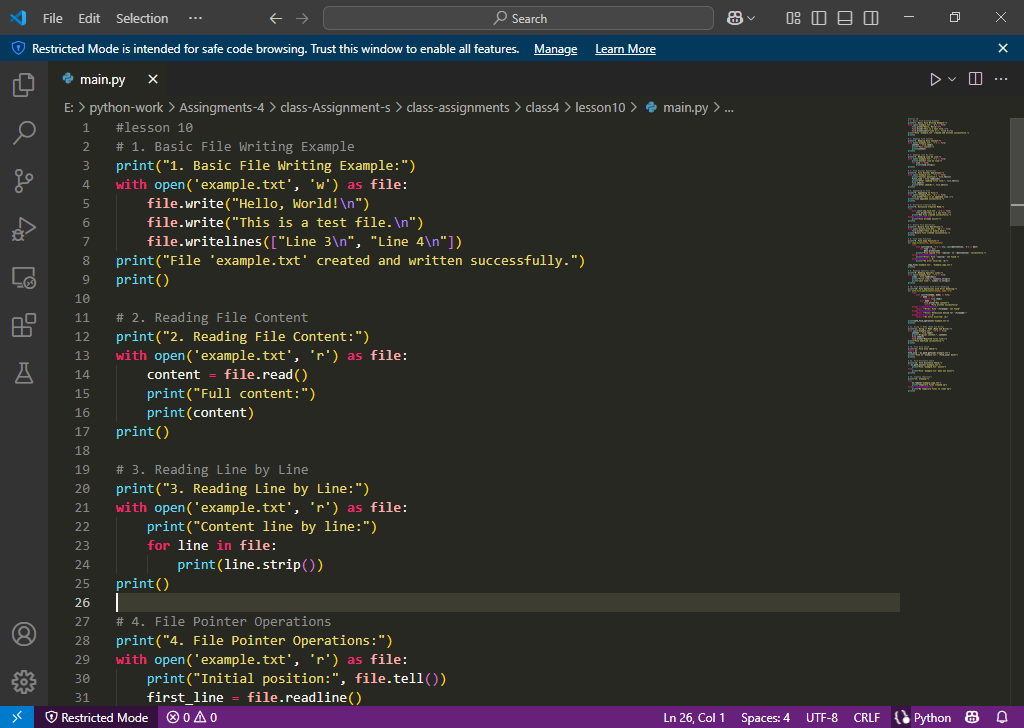 File Edit Selection ··· Search
Restricted Mode is intended for safe code browsing. Trust this window to enable all features. Manage Learn More
main.py
E: > python-work > Assingments-4 > class-Assignment-s > class-assignments > class4 > lesson10 > main.py > ...
1 #lesson 10
2 # 1. Basic File Writing Example
3 print("1. Basic File Writing Example:")
4 with open('example.txt', 'w') as file:
5     file.write("Hello, World!\n")
6     file.write("This is a test file.\n")
7     file.writelines(["Line 3\n", "Line 4\n"])
8 print("File 'example.txt' created and written successfully.")
9 print()
10
11 # 2. Reading File Content
12 print("2. Reading File Content:")
13 with open('example.txt', 'r') as file:
14     content = file.read()
15     print("Full content:")
16     print(content)
17 print()
18
19 # 3. Reading Line by Line
20 print("3. Reading Line by Line:")
21 with open('example.txt', 'r') as file:
22     print("Content line by line:")
23     for line in file:
24         print(line.strip())
25 print()
26
27 # 4. File Pointer Operations
28 print("4. File Pointer Operations:")
29 with open('example.txt', 'r') as file:
30     print("Initial position:", file.tell())
31     first_line = file.readline()
Restricted Mode 0 0 Ln 26, Col 1 Spaces: 4 UTF-8 CRLF Python